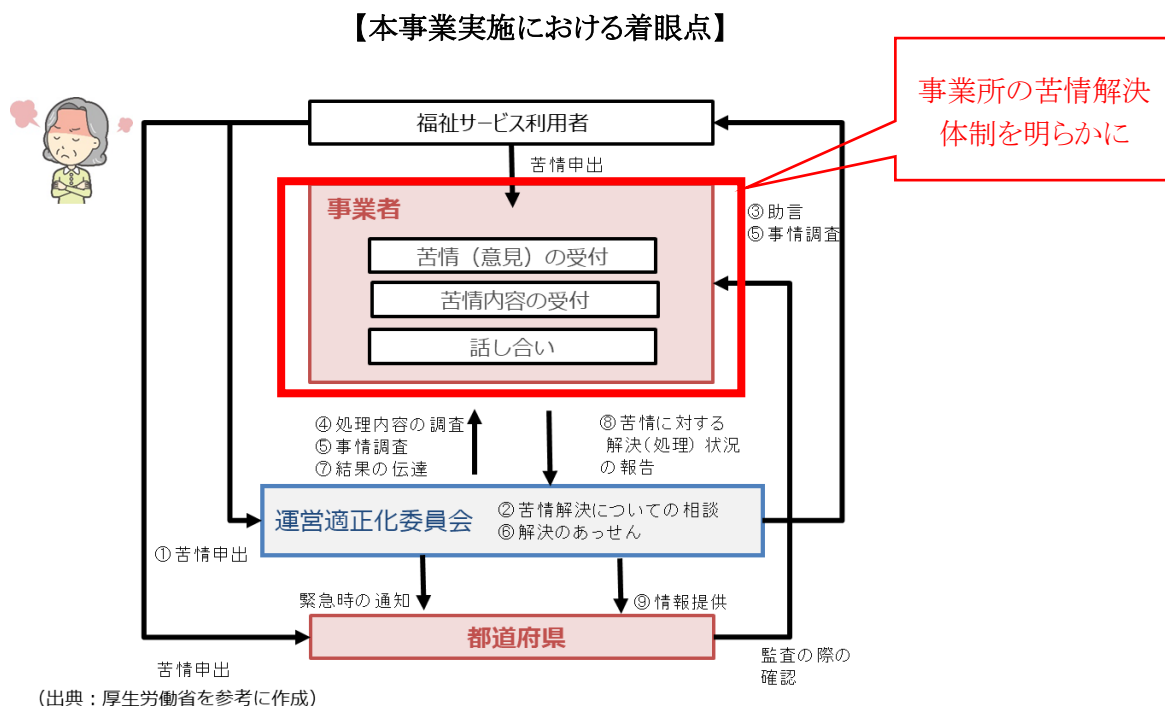 【本事業実施における着眼点】
事業所の苦情解決
体制を明らかに
福祉サービス利用者
苦情申出
事業者
苦情（意見）の受付
苦情内容の受付
話し合い
③助言
⑤事情調査
④処理内容の調査
⑤事情調査
⑦結果の伝達
⑧苦情に対する
解決(処理) 状況
の報告
運営適正化委員会
②苦情解決についての相談
⑥解決のあっせん
①苦情申出
緊急時の通知
⑨情報提供
都道府県
苦情申出
監査の際の
確認
（出典：厚生労働省を参考に作成）